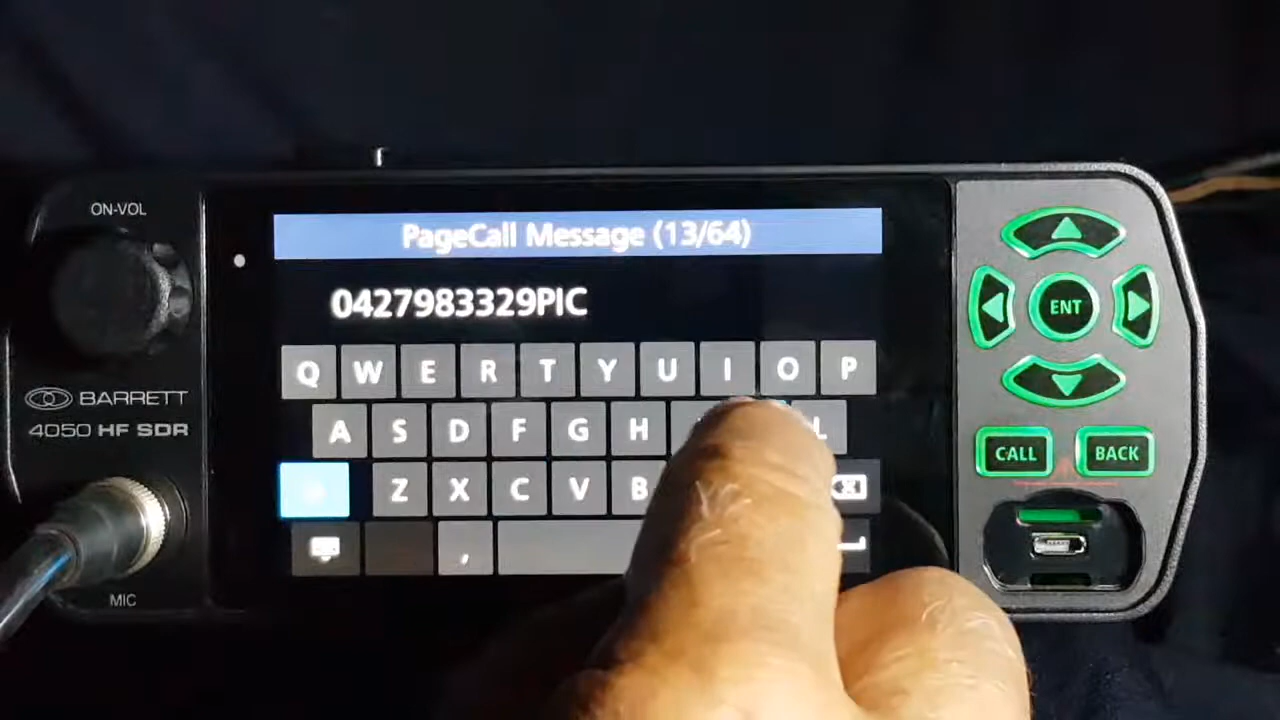 ON-VOL
PageCall Message (13/64)
0427983329PIC
Q W E R T Y U I O P
A S D F G H L
Z X C V B
,
ENT
CALL BACK
BARRETT
4050 HF SDR
MIC